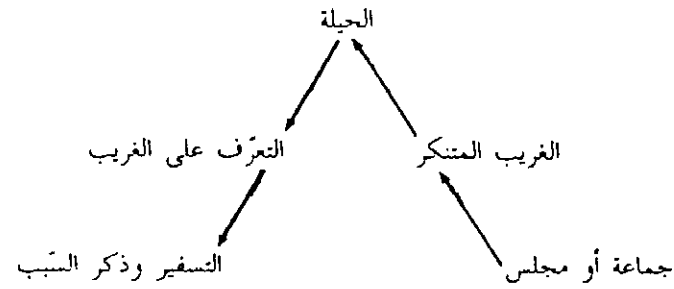 الحيلة
الغريب المتنكر
التعرّف على الغريب
جماعة أو مجلس
التسفير وذكر السّبب